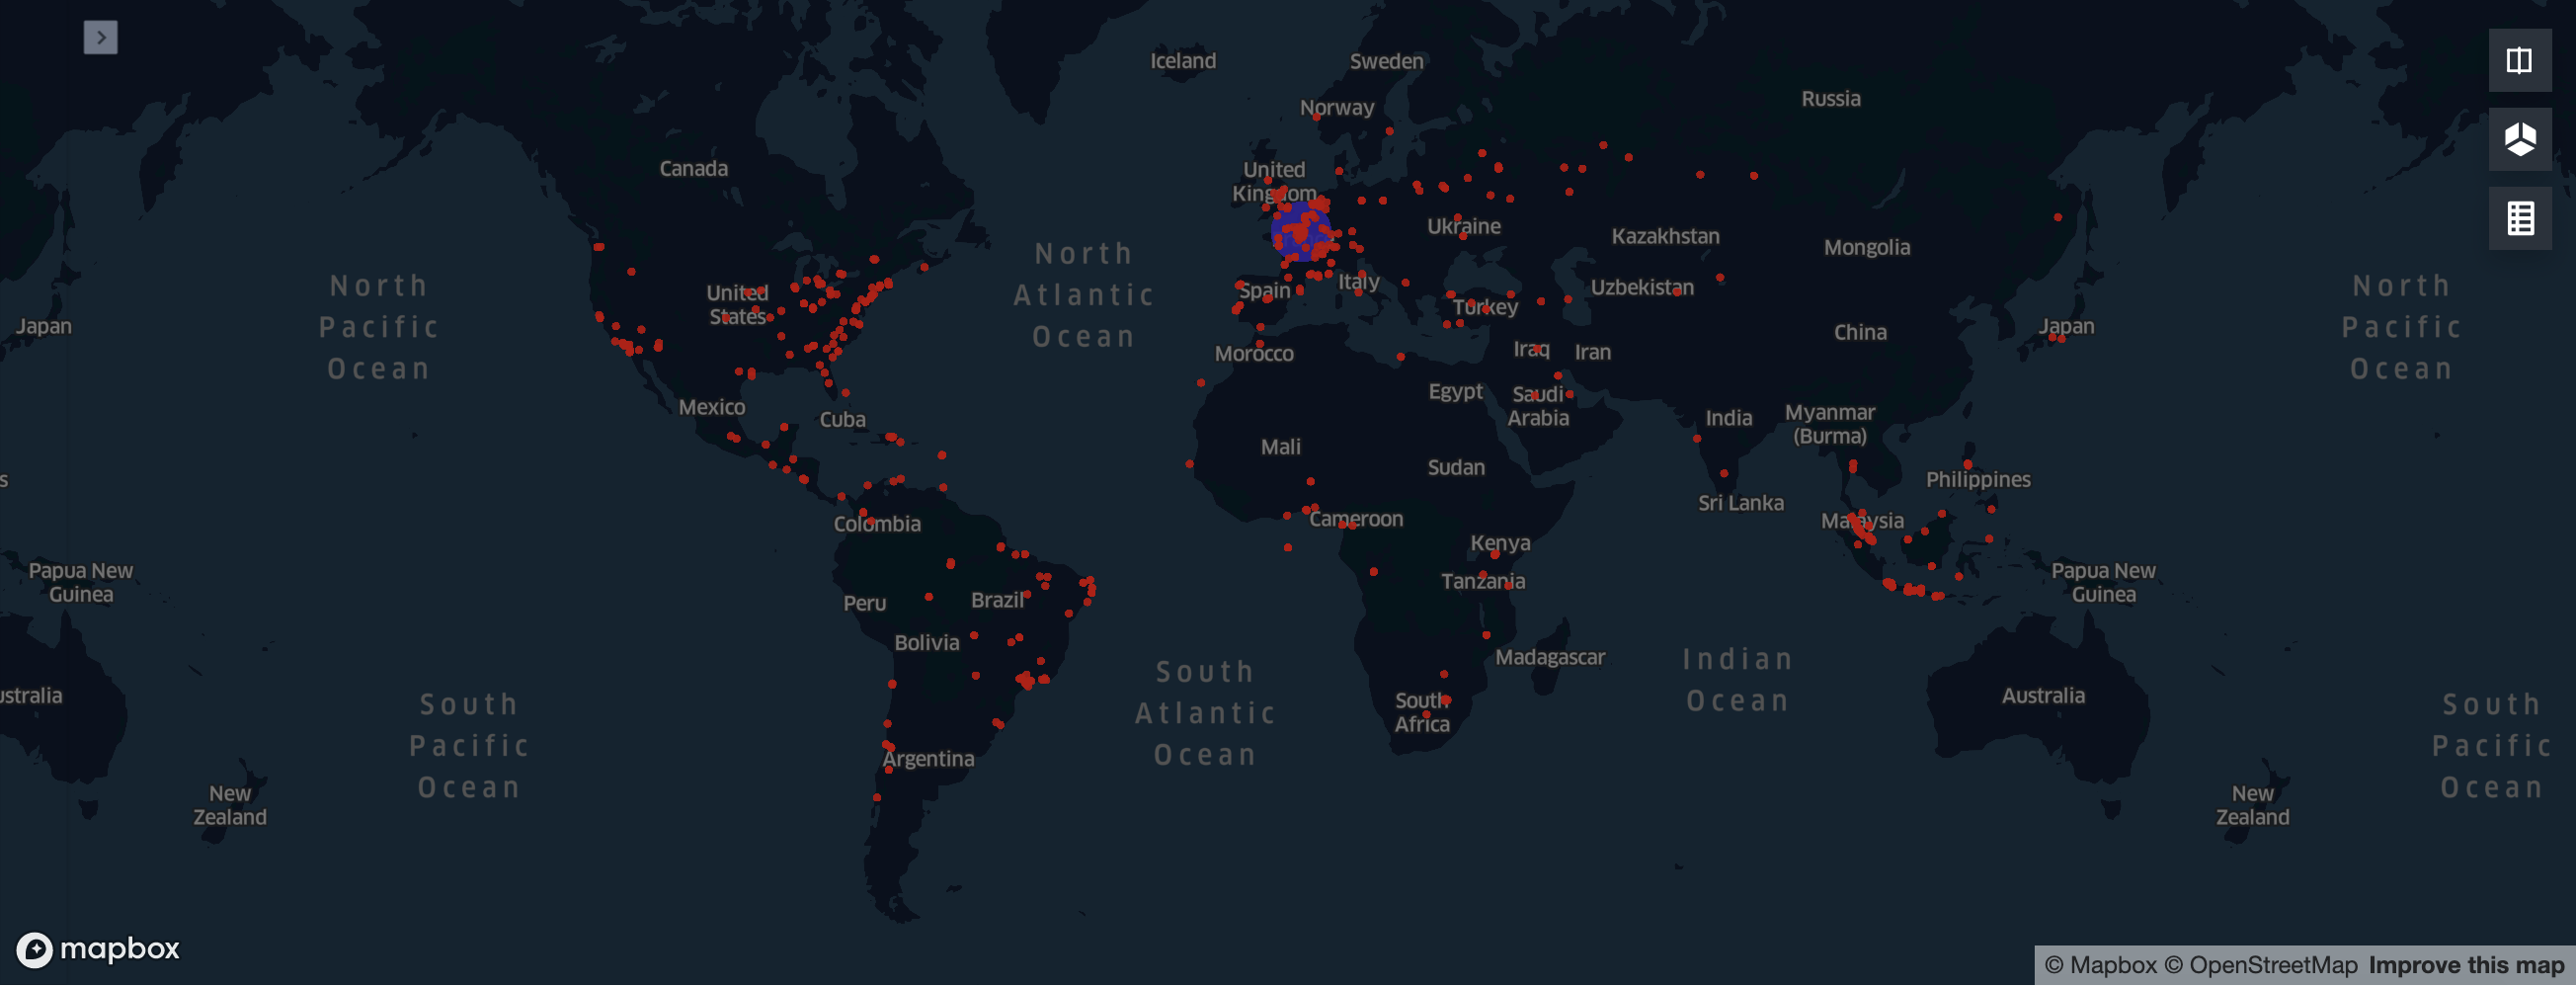 Iceland
Sweden
Norway
Russia
Canada
United
Kingdom
Ukraine
Kazakhstan
Mongolia
North
Atlantic
Ocean
North
Pacific
Ocean
North
Pacific
Ocean
United
States
Spain
Italy
Turkey
Uzbekistan
Japan
Japan
China
Morocco
Iraq
Iran
Egypt
Saudi
Arabia
Mexico
Cuba
India
Myanmar
(Burma)
Mali
Sudan
s
Philippines
Sri Lanka
Colombia
Cameroon
Malaysia
Kenya
Papua New
Guinea
Tanzania
Papua New
Guinea
Peru
Brazil
Bolivia
Madagascar
Indian
Ocean
South
Atlantic
Ocean
ustralia
South
Africa
Australia
South
Pacific
Ocean
South
Pacific
Ocean
Argentina
New
Zealand
New
Zealand
mapbox
© Mapbox © OpenStreetMap Improve this map